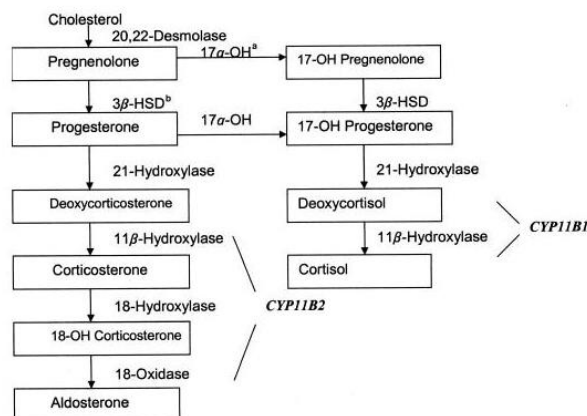 Cholesterol
20,22-Desmolase
Pregnenolone
17α-OHᵃ
17-OH Pregnenolone
3β-HSDᵇ
3β-HSD
Progesterone
17α-OH
17-OH Progesterone
21-Hydroxylase
21-Hydroxylase
Deoxycorticosterone
Deoxycortisol
11β-Hydroxylase
11β-Hydroxylase
CYP11B1
Corticosterone
Cortisol
18-Hydroxylase
CYP11B2
18-OH Corticosterone
18-Oxidase
Aldosterone